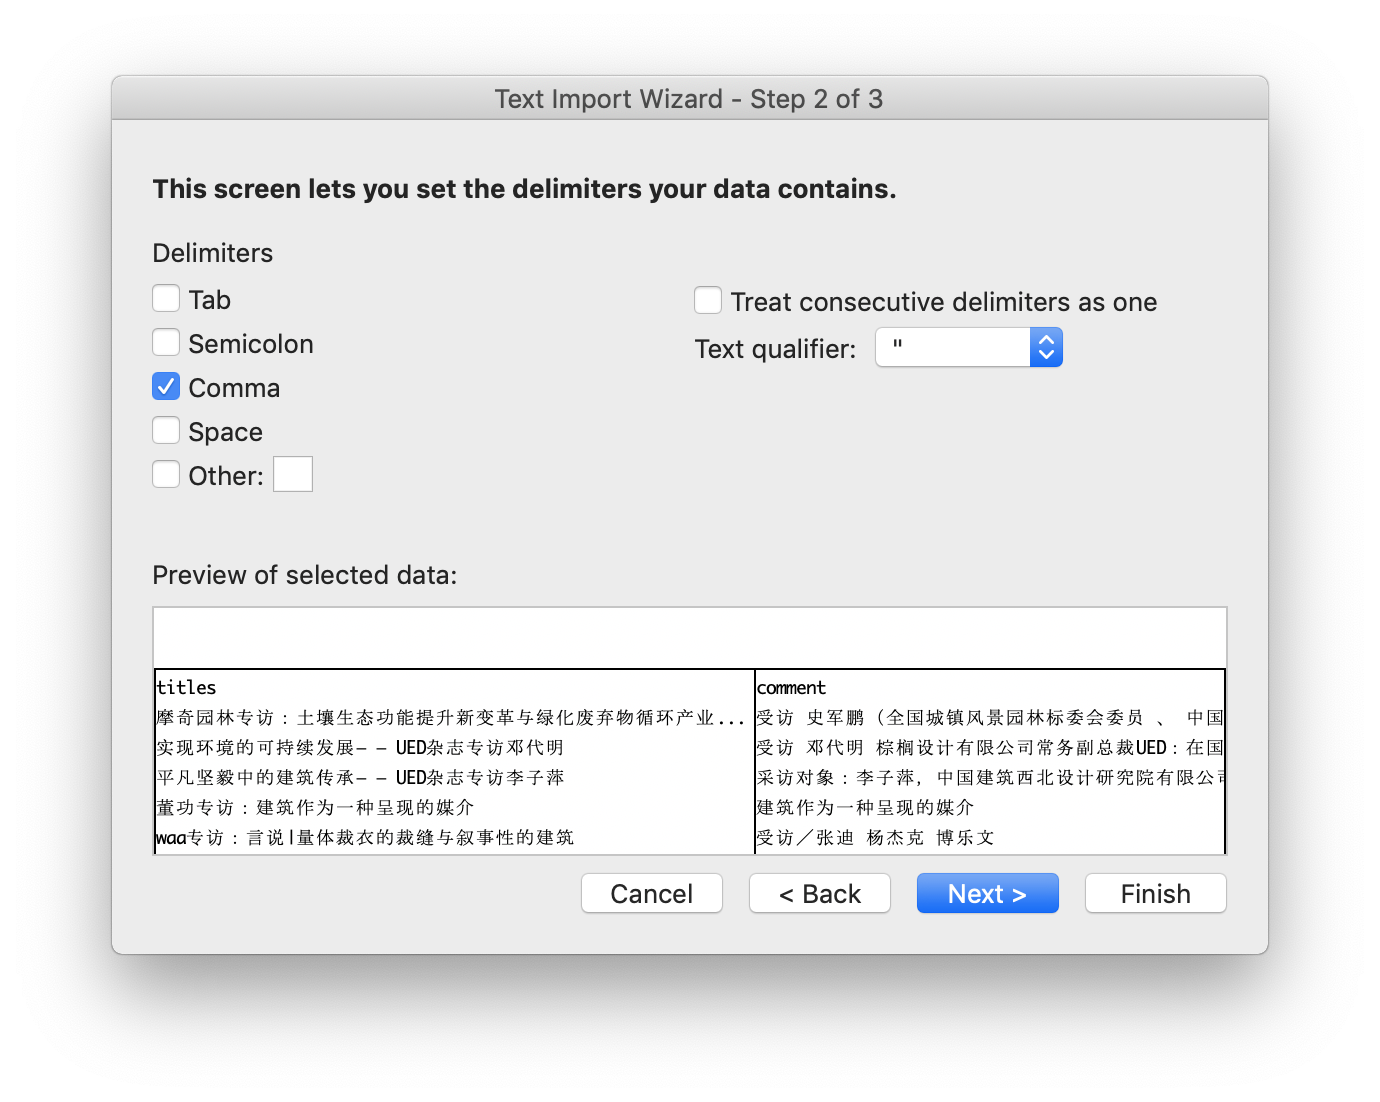 Text Import Wizard - Step 2 of 3
This screen lets you set the delimiters your data contains.
Delimiters
Tab
Treat consecutive delimiters as one
Semicolon
Text qualifier: "
Comma
Space
Other:
Preview of selected data:
titles comment
摩奇园林专访：土壤生态功能提升新变革与绿化废弃物循环产业... 受访 史军鹏（全国城镇风景园林标委会委员 、 中国
实现环境的可持续发展—— UED杂志专访邓代明 受访 邓代明 棕榈设计有限公司常务副总裁UED：在国
平凡坚毅中的建筑传承—— UED杂志专访李子萍 采访对象：李子萍，中国建筑西北设计研究院有限公司
董功专访：建筑作为一种呈现的媒介 建筑作为一种呈现的媒介
waa专访：言说|量体裁衣的裁缝与叙事性的建筑 受访／张迪 杨杰克 博乐文
Cancel
< Back
Next >
Finish